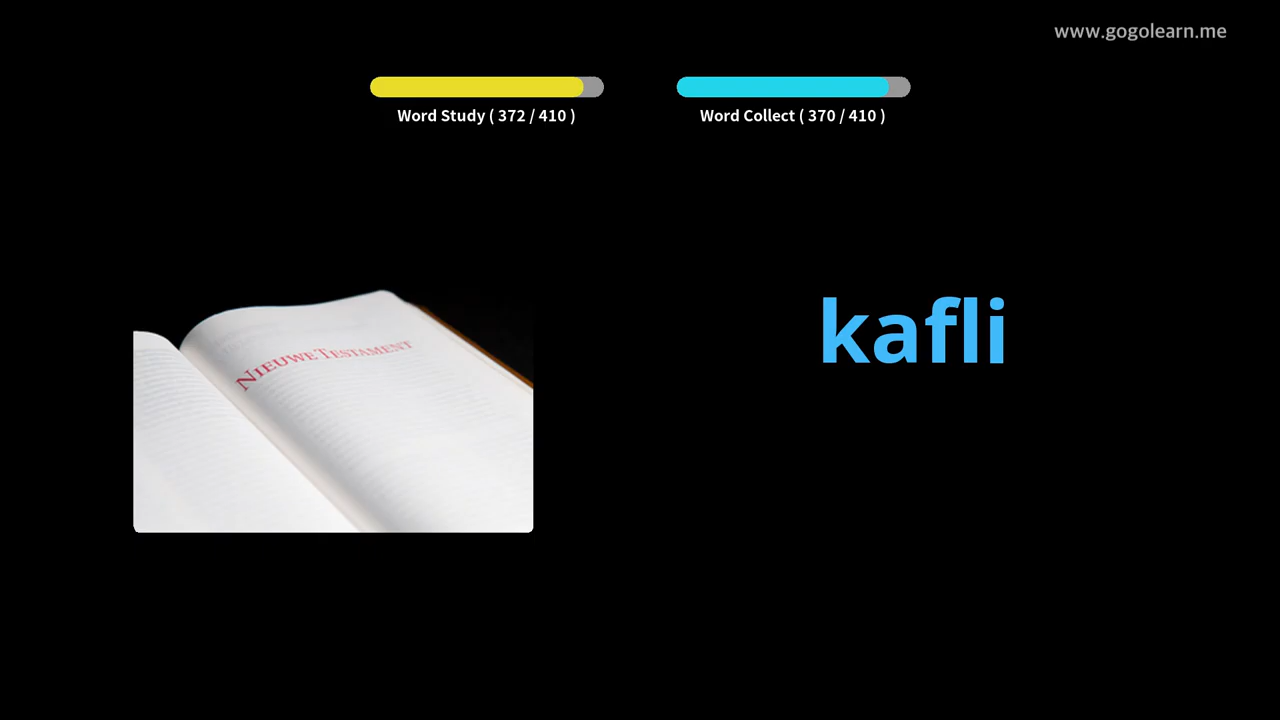 www.gogolearn.me
Word Study ( 372 / 410 )
Word Collect ( 370 / 410 )
kafli
NIEUWE TESTAMENT